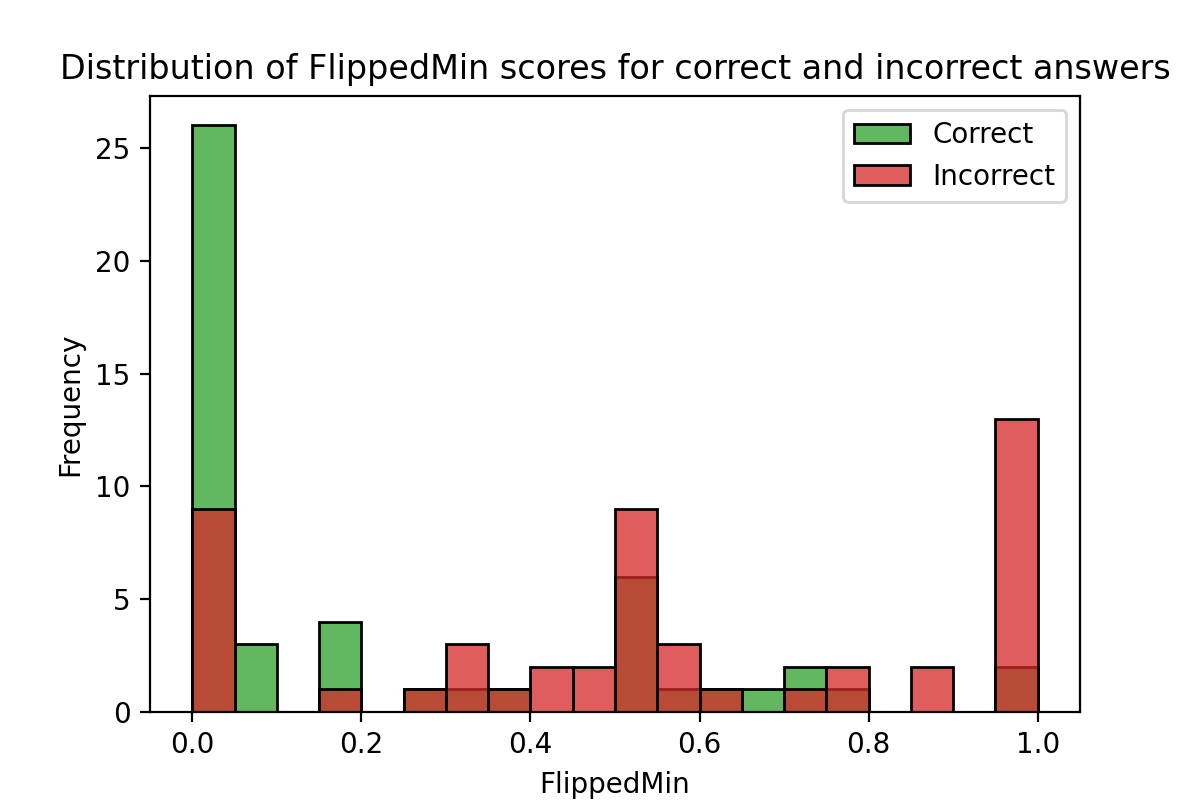 Distribution of FlippedMin scores for correct and incorrect answers
Correct
Incorrect
Frequency
25
20
15
10
5
0
0.0 0.2 0.4 0.6 0.8 1.0
FlippedMin